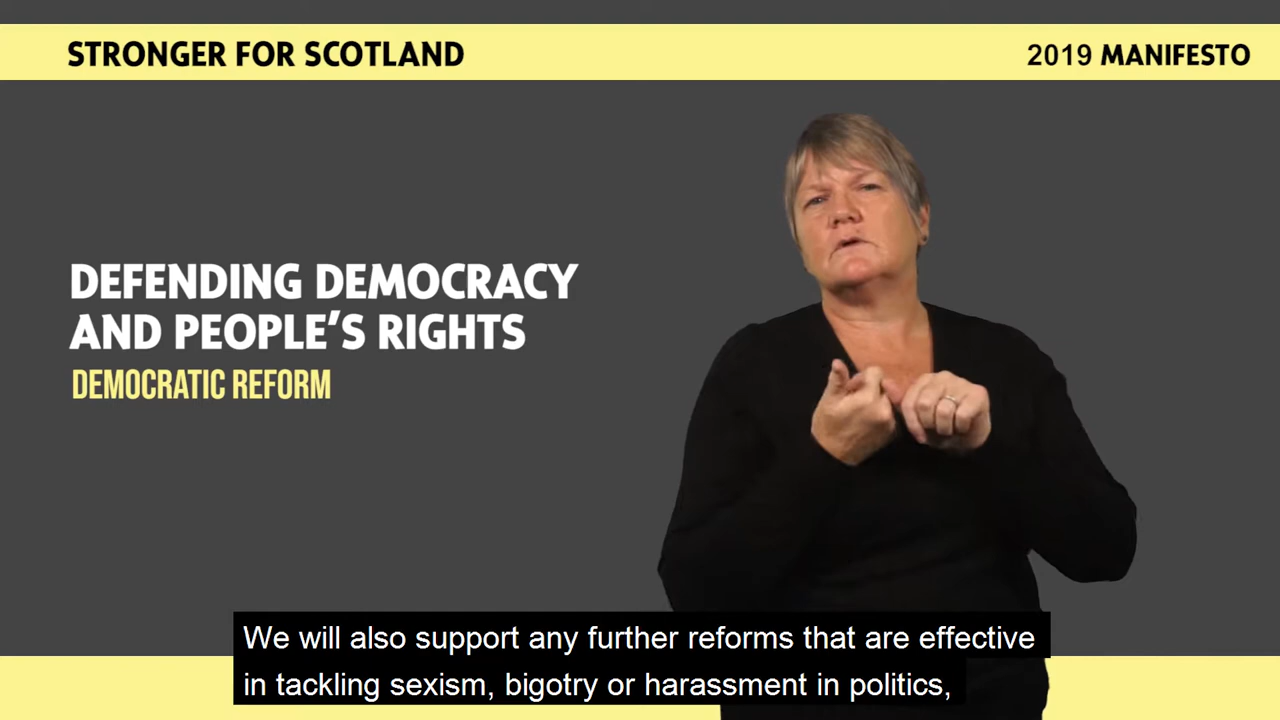 STRONGER FOR SCOTLAND
2019 MANIFESTO
DEFENDING DEMOCRACY
AND PEOPLE'S RIGHTS
DEMOCRATIC REFORM
We will also support any further reforms that are effective
in tackling sexism, bigotry or harassment in politics,